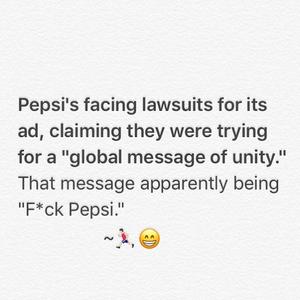 Pepsi's facing lawsuits for its
ad, claiming they were trying
for a "global message of unity."
That message apparently being
"F*ck Pepsi."
~🏃🏻😁